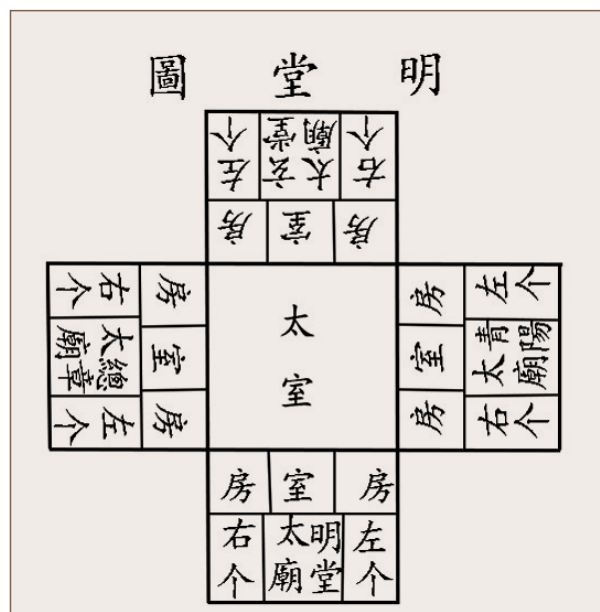 明堂圖
右个
玄堂
太廟
左个
房
室
房
左个
青陽
太廟
右个
房
室
房
太室
右个
總章
太廟
左个
房
室
房
房
室
房
左个
明堂
太廟
右个